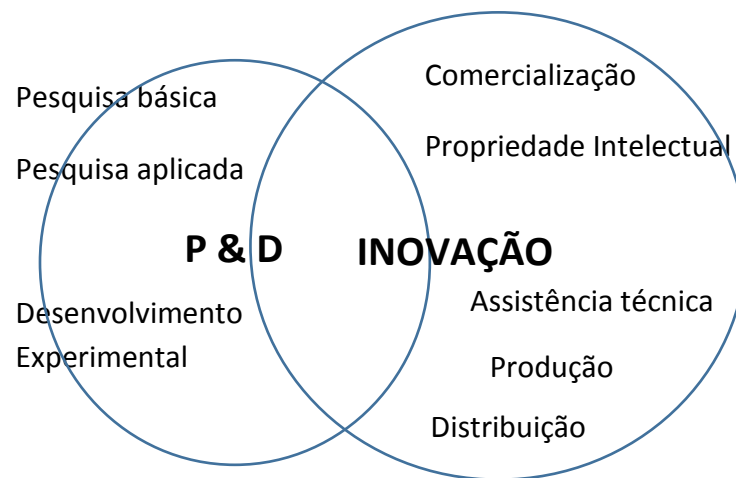 Pesquisa básica
Pesquisa aplicada
P & D
Desenvolvimento
Experimental
Comercialização
Propriedade Intelectual
INOVAÇÃO
Assistência técnica
Produção
Distribuição